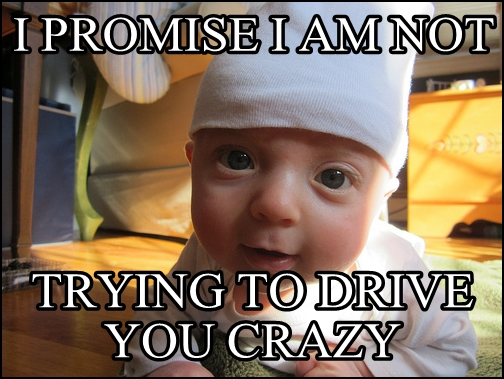 I PROMISE I AM NOT
TRYING TO DRIVE
YOU CRAZY